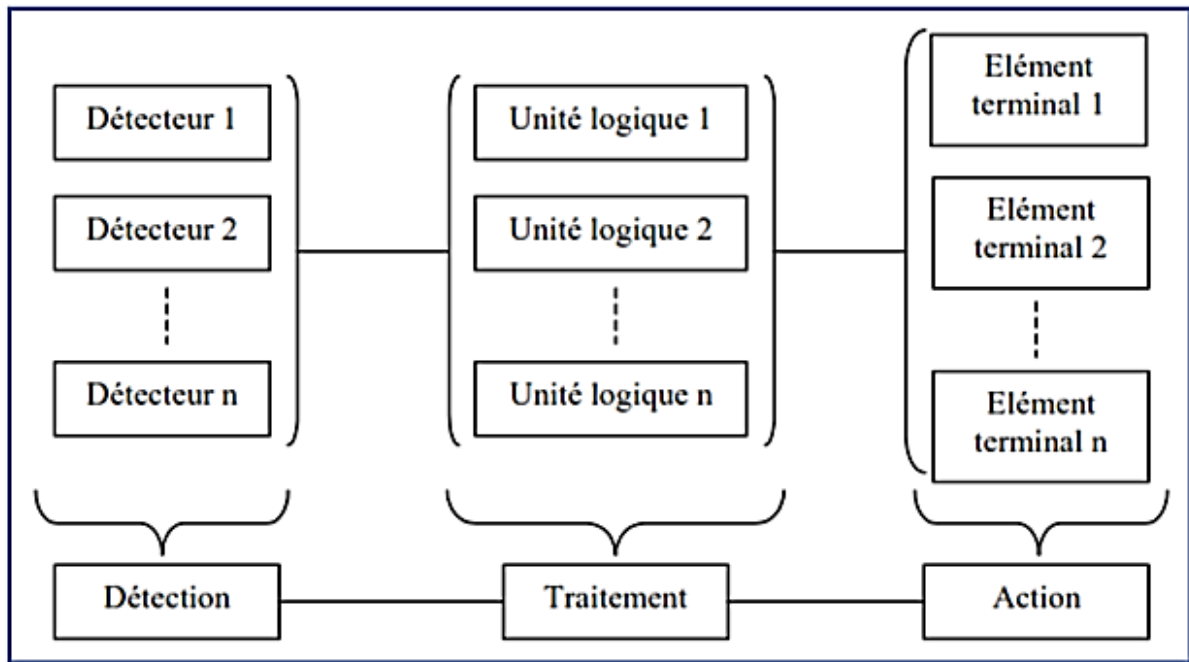 Détecteur 1
Détecteur 2
Détecteur n
Unité logique 1
Unité logique 2
Unité logique n
Elément
terminal 1
Elément
terminal 2
Elément
terminal n
Détection
Traitement
Action